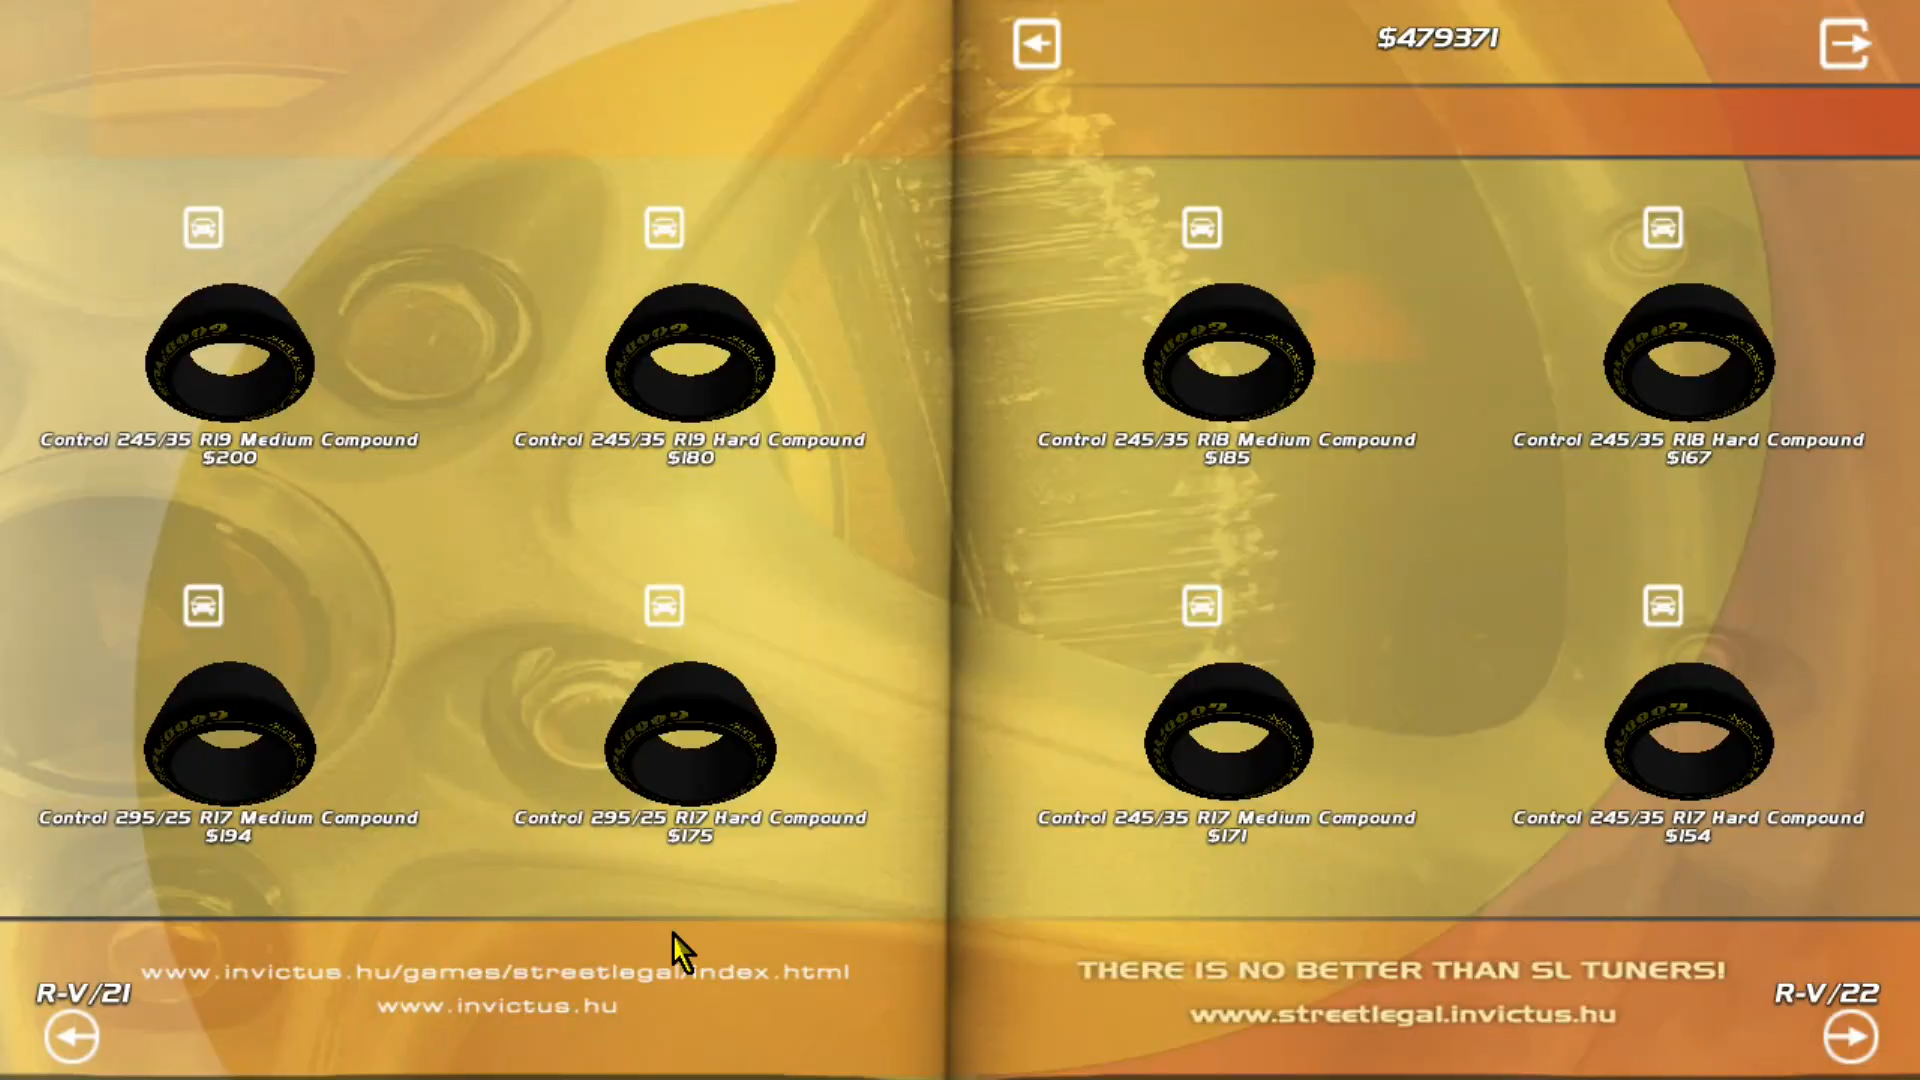 $479371
Control 245/35 R19 Medium Compound
$200
Control 245/35 R19 Hard Compound
$180
Control 245/35 R18 Medium Compound
$185
Control 245/35 R18 Hard Compound
$167
Control 295/25 R17 Medium Compound
$194
Control 295/25 R17 Hard Compound
$175
Control 245/35 R17 Medium Compound
$171
Control 245/35 R17 Hard Compound
$154
www.invictus.hu/games/streetlegal/index.html
www.invictus.hu
R-V/21
THERE IS NO BETTER THAN SL TUNERS!
www.streetlegal.invictus.hu
R-V/22